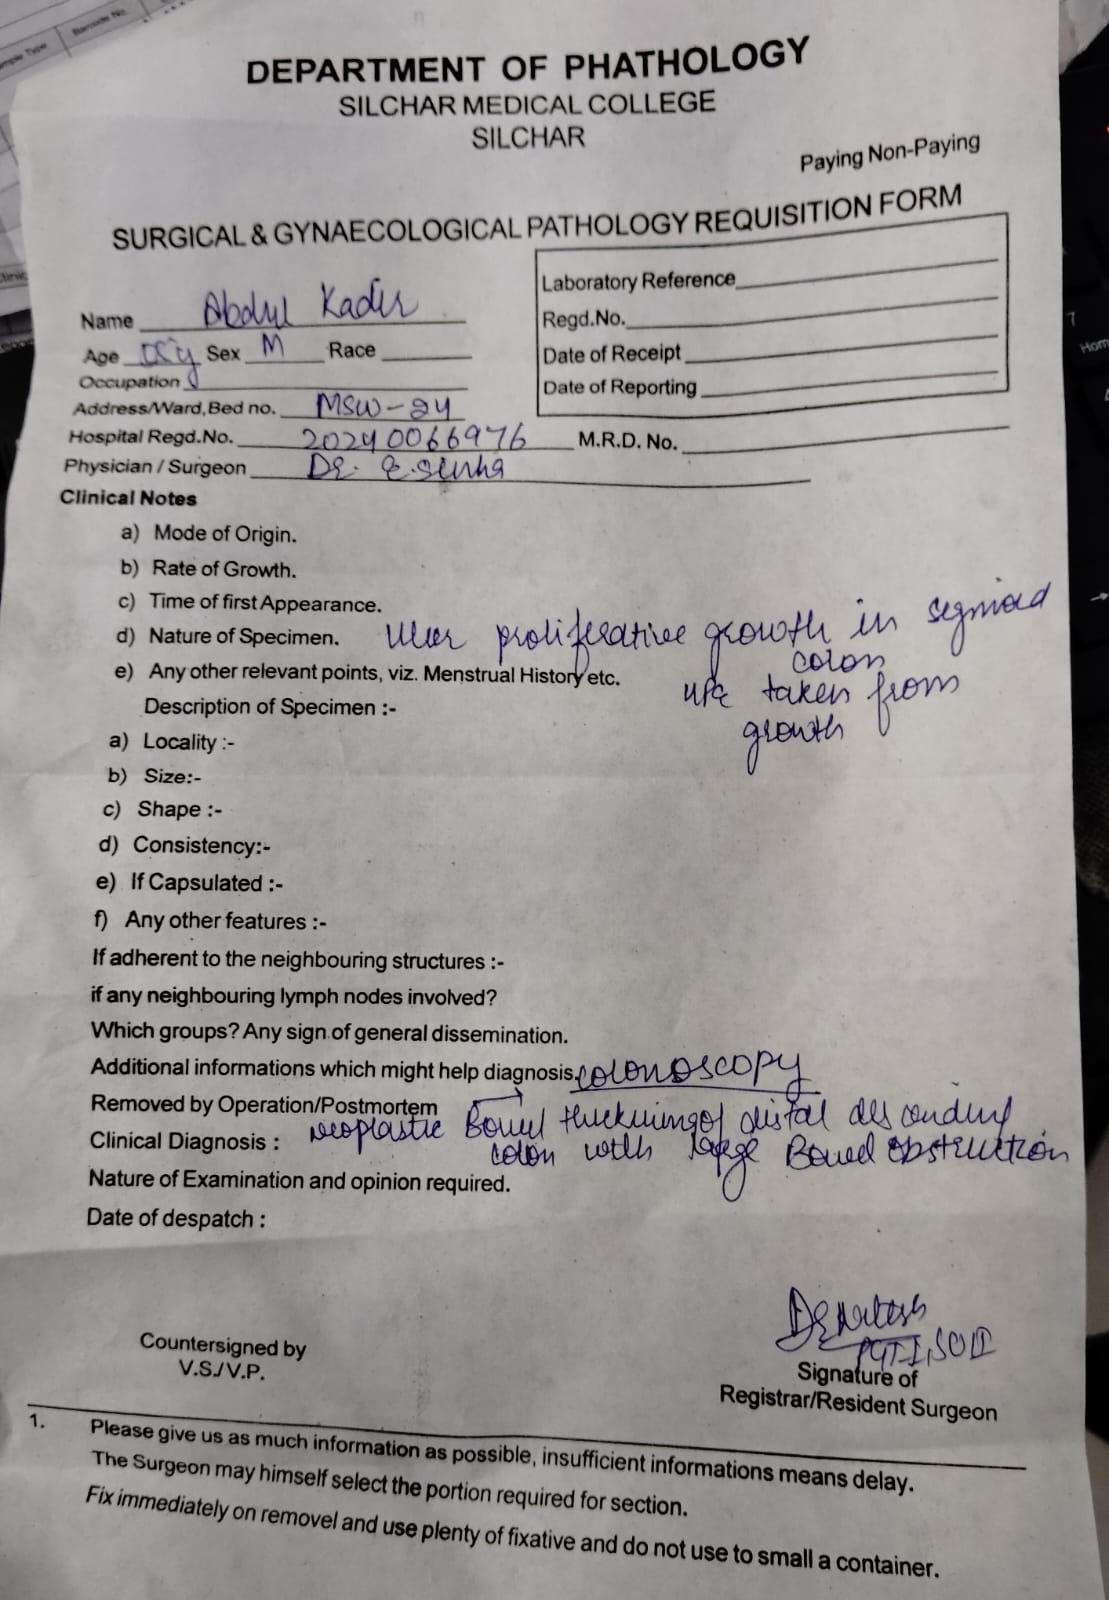 mple Type
Barcode No.
DEPARTMENT OF PHATHOLOGY
SILCHAR MEDICAL COLLEGE
SILCHAR
Paying Non-Paying
SURGICAL & GYNAECOLOGICAL PATHOLOGY REQUISITION FORM
Laboratory Reference
Regd.No.
Date of Receipt
Date of Reporting
Name Abdul Kadir
Age Sex M Race
Occupation
Address/Ward,Bed no. MSW-24
Hospital Regd.No. 20240066976 M.R.D. No.
Physician / Surgeon Dr.
Clinical Notes
a) Mode of Origin.
b) Rate of Growth.
c) Time of first Appearance.
d) Nature of Specimen. Ulcer proliferative growth in segmoid
colon
e) Any other relevant points, viz. Menstrual History etc.
taken from
growth
Description of Specimen :-
a) Locality :-
b) Size:-
c) Shape :-
d) Consistency:-
e) If Capsulated :-
f) Any other features :-
If adherent to the neighbouring structures :-
if any neighbouring lymph nodes involved?
Which groups? Any sign of general dissemination.
Additional informations which might help diagnosis. colonoscopy
Removed by Operation/Postmortem
Clinical Diagnosis : neoplastic Bowel thickening of distal descending
colon with large Bowel obstruction
Nature of Examination and opinion required.
Date of despatch :
Countersigned by
V.S./V.P.
Signature of
Registrar/Resident Surgeon
1. Please give us as much information as possible, insufficient informations means delay.
The Surgeon may himself select the portion required for section.
Fix immediately on removel and use plenty of fixative and do not use to small a container.